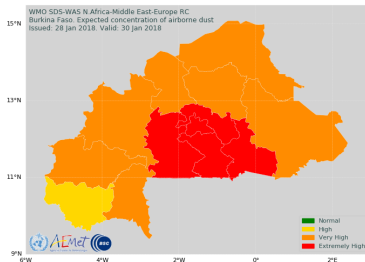 WMO SDS-WAS N.Africa-Middle East-Europe RC
Burkina Faso. Expected concentration of airborne dust
Issued: 28 Jan 2018. Valid: 30 Jan 2018
15°N
13°N
11°N
9°N
6°W
4°W
2°W
0°
2°E
Normal
High
Very High
Extremely High
AEmet
BSC